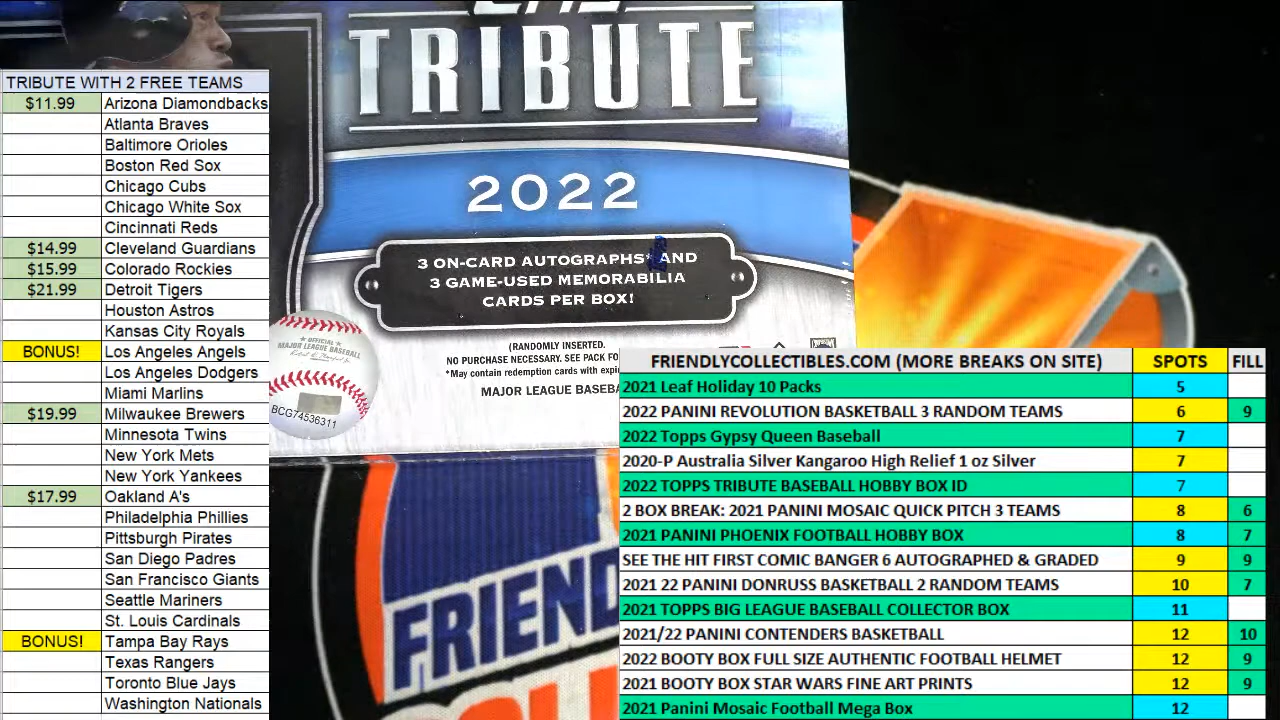 TRIBUTE
2022
3 ON-CARD AUTOGRAPHS* AND
3 GAME-USED MEMORABILIA
CARDS PER BOX!
(RANDOMLY INSERTED.
NO PURCHASE NECESSARY. SEE PACK FO
*May contain redemption cards with expi
MAJOR LEAGUE BASEBA
OFFICIAL
MAJOR LEAGUE BASEBALL
BCG74536311
TRIBUTE WITH 2 FREE TEAMS
$11.99 Arizona Diamondbacks
Atlanta Braves
Baltimore Orioles
Boston Red Sox
Chicago Cubs
Chicago White Sox
Cincinnati Reds
$14.99 Cleveland Guardians
$15.99 Colorado Rockies
$21.99 Detroit Tigers
Houston Astros
Kansas City Royals
BONUS! Los Angeles Angels
Los Angeles Dodgers
Miami Marlins
$19.99 Milwaukee Brewers
Minnesota Twins
New York Mets
New York Yankees
$17.99 Oakland A's
Philadelphia Phillies
Pittsburgh Pirates
San Diego Padres
San Francisco Giants
Seattle Mariners
St. Louis Cardinals
BONUS! Tampa Bay Rays
Texas Rangers
Toronto Blue Jays
Washington Nationals
FRIENDLYCOLLECTIBLES.COM (MORE BREAKS ON SITE) SPOTS FILL
2021 Leaf Holiday 10 Packs 5
2022 PANINI REVOLUTION BASKETBALL 3 RANDOM TEAMS 6 9
2022 Topps Gypsy Queen Baseball 7
2020-P Australia Silver Kangaroo High Relief 1 oz Silver 7
2022 TOPPS TRIBUTE BASEBALL HOBBY BOX ID 7
2 BOX BREAK: 2021 PANINI MOSAIC QUICK PITCH 3 TEAMS 8 6
2021 PANINI PHOENIX FOOTBALL HOBBY BOX 8 7
SEE THE HIT FIRST COMIC BANGER 6 AUTOGRAPHED & GRADED 9 9
2021 22 PANINI DONRUSS BASKETBALL 2 RANDOM TEAMS 10 7
2021 TOPPS BIG LEAGUE BASEBALL COLLECTOR BOX 11
2021/22 PANINI CONTENDERS BASKETBALL 12 10
2022 BOOTY BOX FULL SIZE AUTHENTIC FOOTBALL HELMET 12 9
2021 BOOTY BOX STAR WARS FINE ART PRINTS 12 9
2021 Panini Mosaic Football Mega Box 12
FRIEND